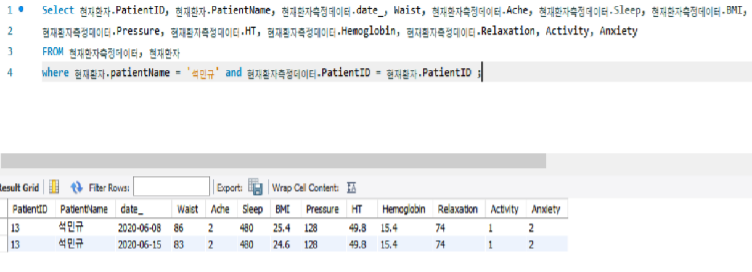 1 Select 현재환자.PatientID, 현재환자.PatientName, 현재환자측정데이터.date_, Waist, 현재환자측정데이터.Ache, 현재환자측정데이터.Sleep, 현재환자측정데이터.BMI,
2 현재환자측정데이터.Pressure, 현재환자측정데이터.HT, 현재환자측정데이터.Hemoglobin, 현재환자측정데이터.Relaxation, Activity, Anxiety
3 FROM 현재환자측정데이터, 현재환자
4 where 현재환자.patientName = '석민규' and 현재환자측정데이터.PatientID = 현재환자.PatientID ;
Result Grid Filter Rows: Export: Wrap Cell Content:
PatientID PatientName date_ Waist Ache Sleep BMI Pressure HT Hemoglobin Relaxation Activity Anxiety
13 석민규 2020-06-08 86 2 480 25.4 128 49.8 15.4 74 1 2
13 석민규 2020-06-15 83 2 480 24.6 128 49.8 15.4 74 1 2